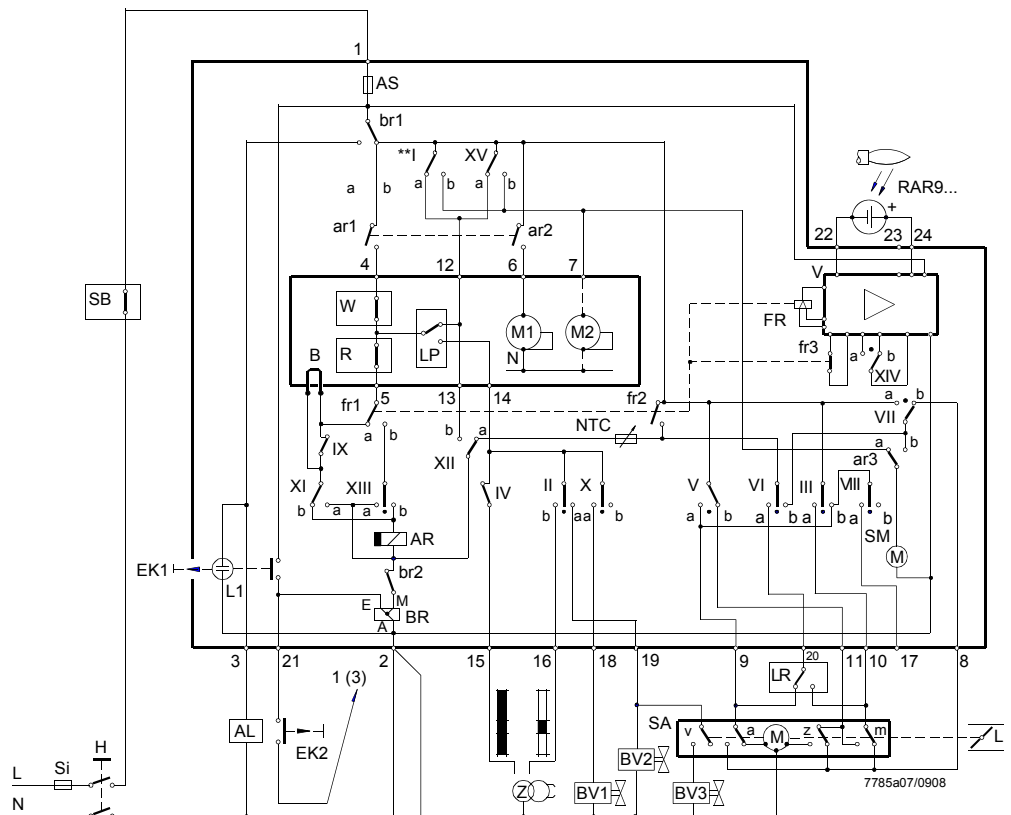 1
AS
br1
**I
XV
a
b
a
b
a
b
RAR9...
+
ar1
ar2
22
23
24
4
12
6
7
V
SB
W
M1
M2
FR
LP
R
N
B
fr3
a
b
XIV
fr1
5
13
14
fr2
a
b
VII
a
b
b
a
NTC
IX
XII
a
b
ar3
XI
XIII
IV
II
X
V
VI
III
VIII
b
a
a
b
b
a
a
b
a
b
a
b
a
b
a
b
SM
AR
M
EK1
L1
br2
E
M
BR
A
3
21
2
15
16
18
19
9
20
11
10
17
8
1 (3)
LR
AL
SA
v
a
M
z
m
L
H
EK2
BV2
7785a07/0908
L
Si
Z
BV1
BV3
N